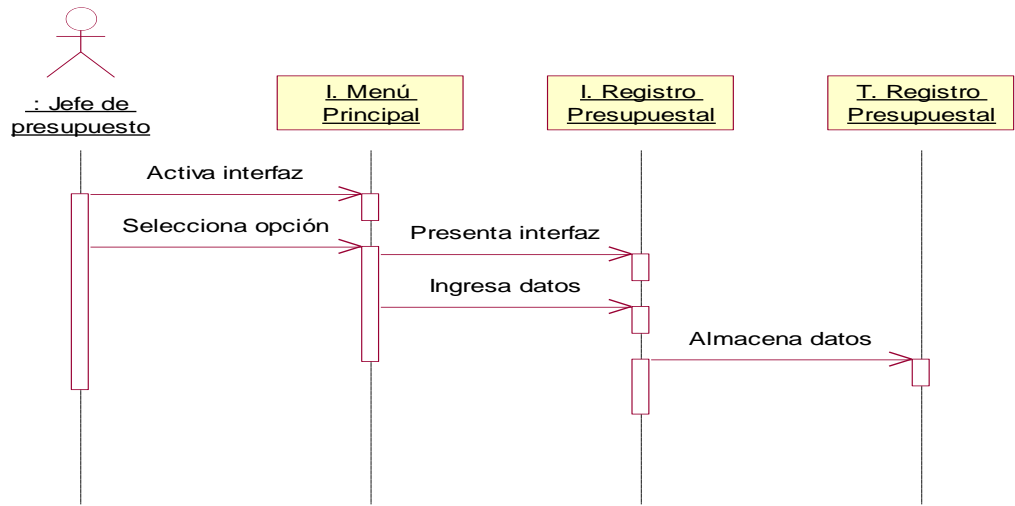 : Jefe de
presupuesto
I. Menú
Principal
I. Registro
Presupuestal
T. Registro
Presupuestal
Activa interfaz
Selecciona opción
Presenta interfaz
Ingresa datos
Almacena datos